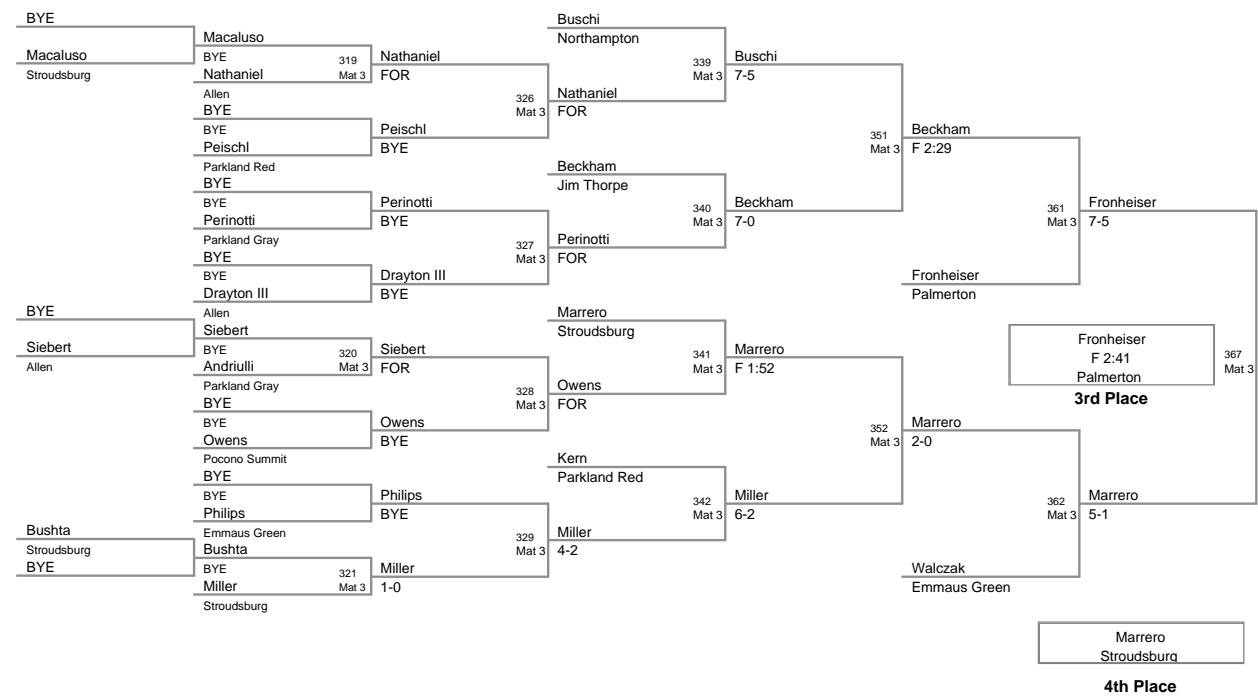 BYE
Macaluso
Stroudsburg
BYE
Siebert
Allen
Bushta
Stroudsburg
BYE
Macaluso
BYE
Nathaniel
Allen
319
Mat 3
BYE
BYE
Peischl
Parkland Red
BYE
BYE
Perinotti
Parkland Gray
BYE
BYE
Drayton III
Allen
Siebert
BYE
Andriulli
Parkland Gray
320
Mat 3
BYE
BYE
Owens
Pocono Summit
BYE
BYE
Philips
Emmaus Green
Bushta
BYE
Miller
Stroudsburg
321
Mat 3
Nathaniel
FOR
326
Mat 3
Peischl
BYE
Perinotti
BYE
327
Mat 3
Drayton III
BYE
Siebert
FOR
328
Mat 3
Owens
BYE
Philips
BYE
329
Mat 3
Miller
1-0
Buschi
Northampton
339
Mat 3
Nathaniel
FOR
Beckham
Jim Thorpe
340
Mat 3
Perinotti
FOR
Marrero
Stroudsburg
341
Mat 3
Owens
FOR
Kern
Parkland Red
342
Mat 3
Miller
4-2
Buschi
7-5
351
Mat 3
Beckham
7-0
Marrero
F 1:52
352
Mat 3
Miller
6-2
Beckham
F 2:29
361
Mat 3
Fronheiser
Palmerton
Marrero
2-0
362
Mat 3
Walczak
Emmaus Green
Fronheiser
7-5
Fronheiser
F 2:41
Palmerton
3rd Place
367
Mat 3
Marrero
5-1
Marrero
Stroudsburg
4th Place